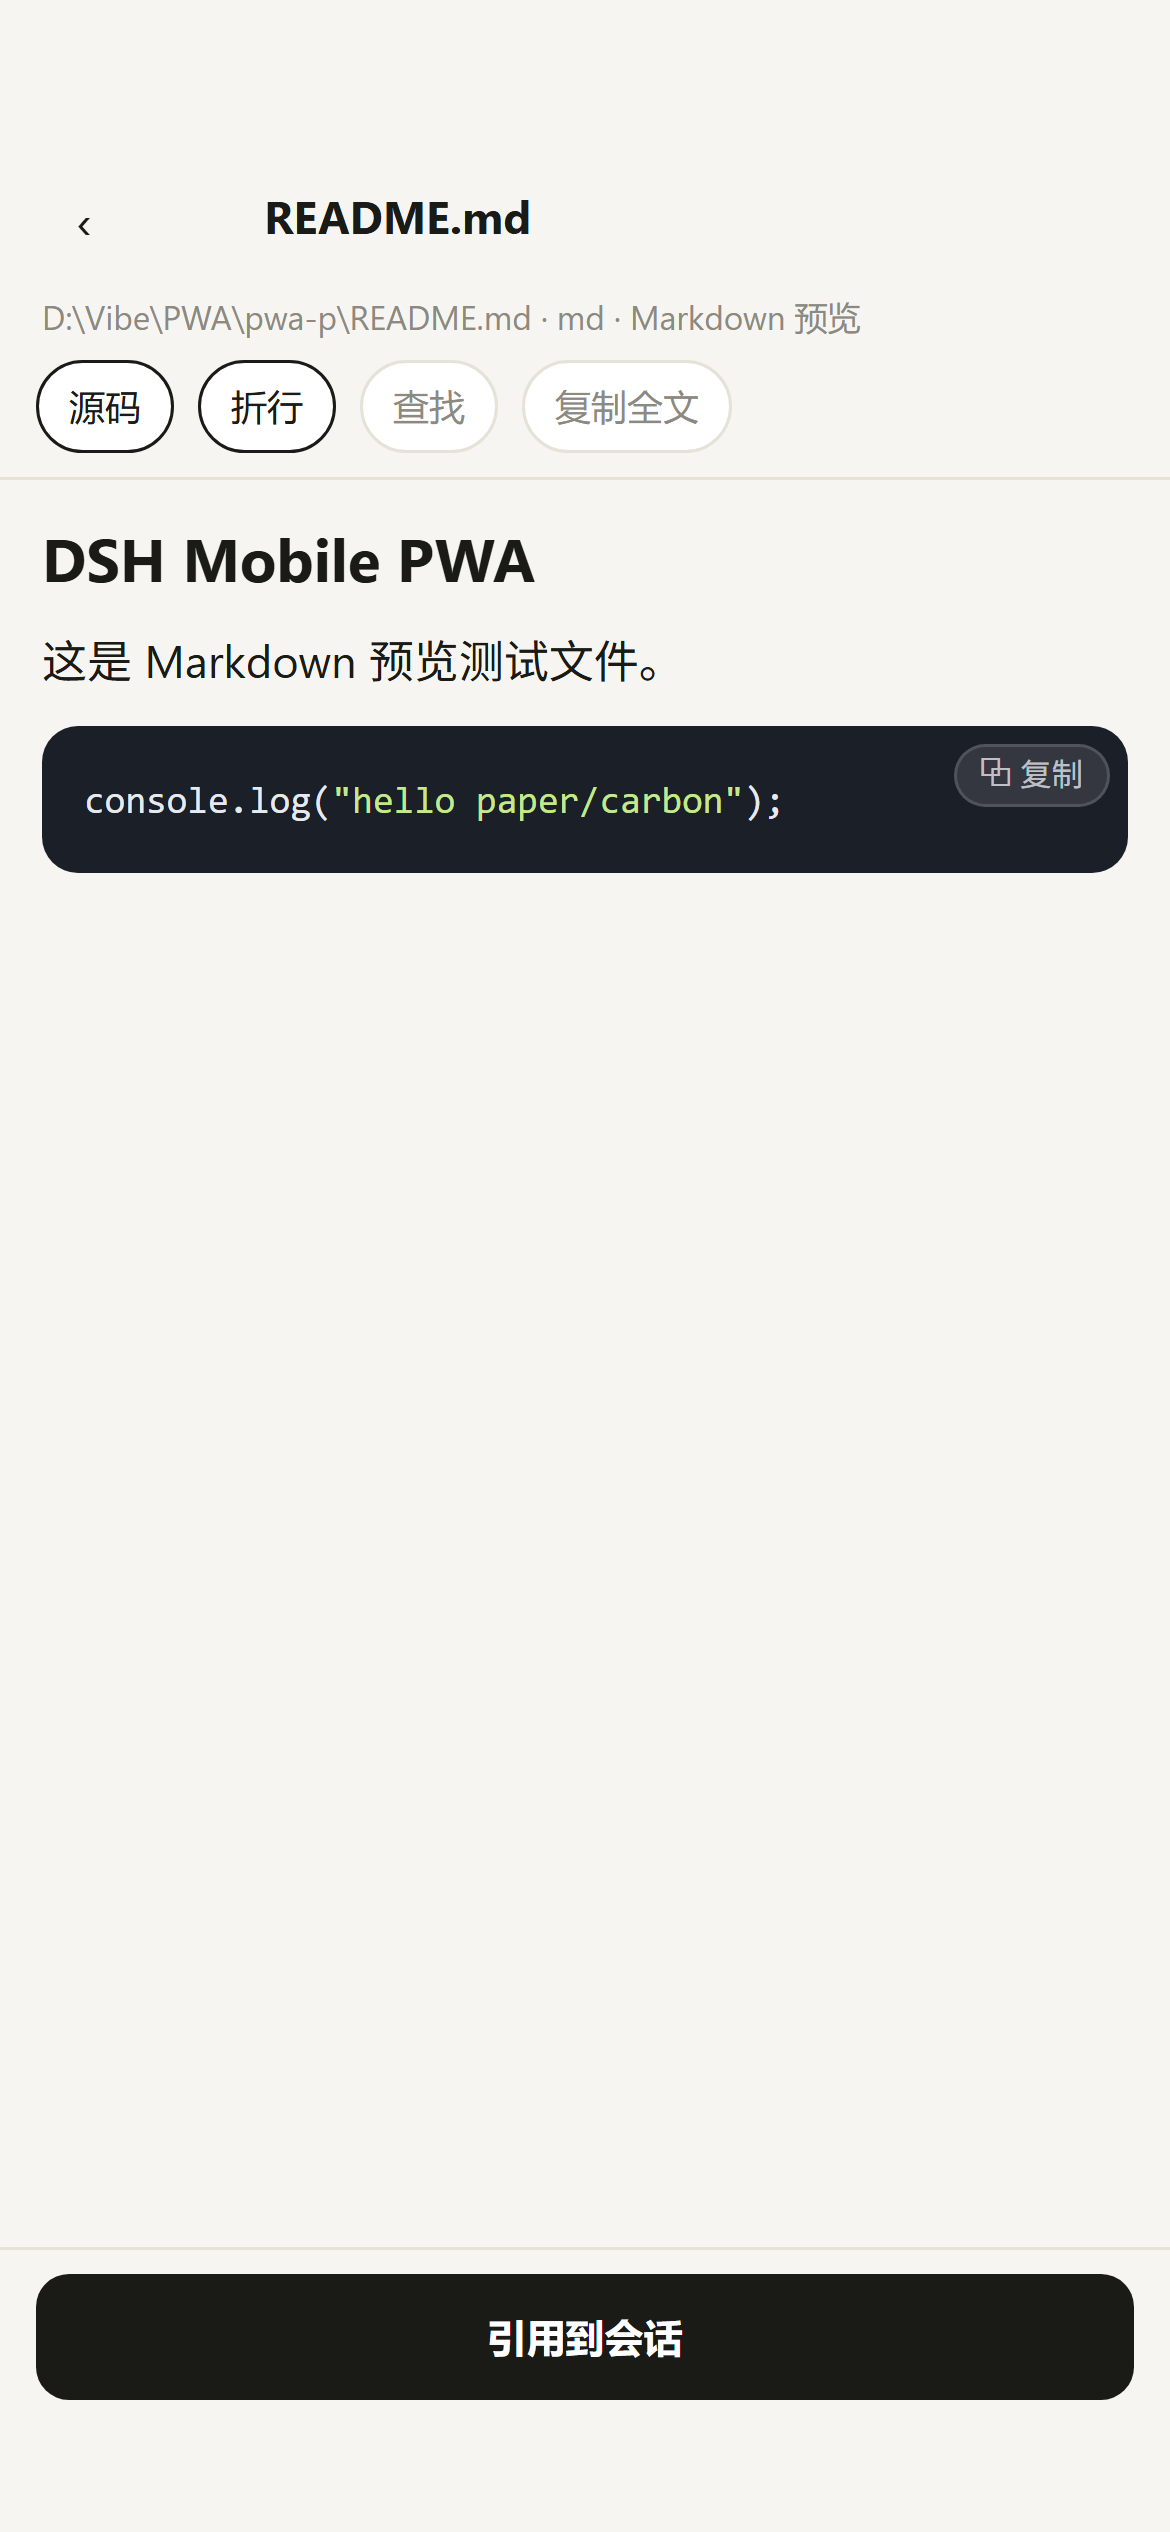 ‹ README.md
D:\Vibe\PWA\pwa-p\README.md · md · Markdown 预览
源码 折行 查找 复制全文
DSH Mobile PWA
这是 Markdown 预览测试文件。
复制
console.log("hello paper/carbon");
引用到会话